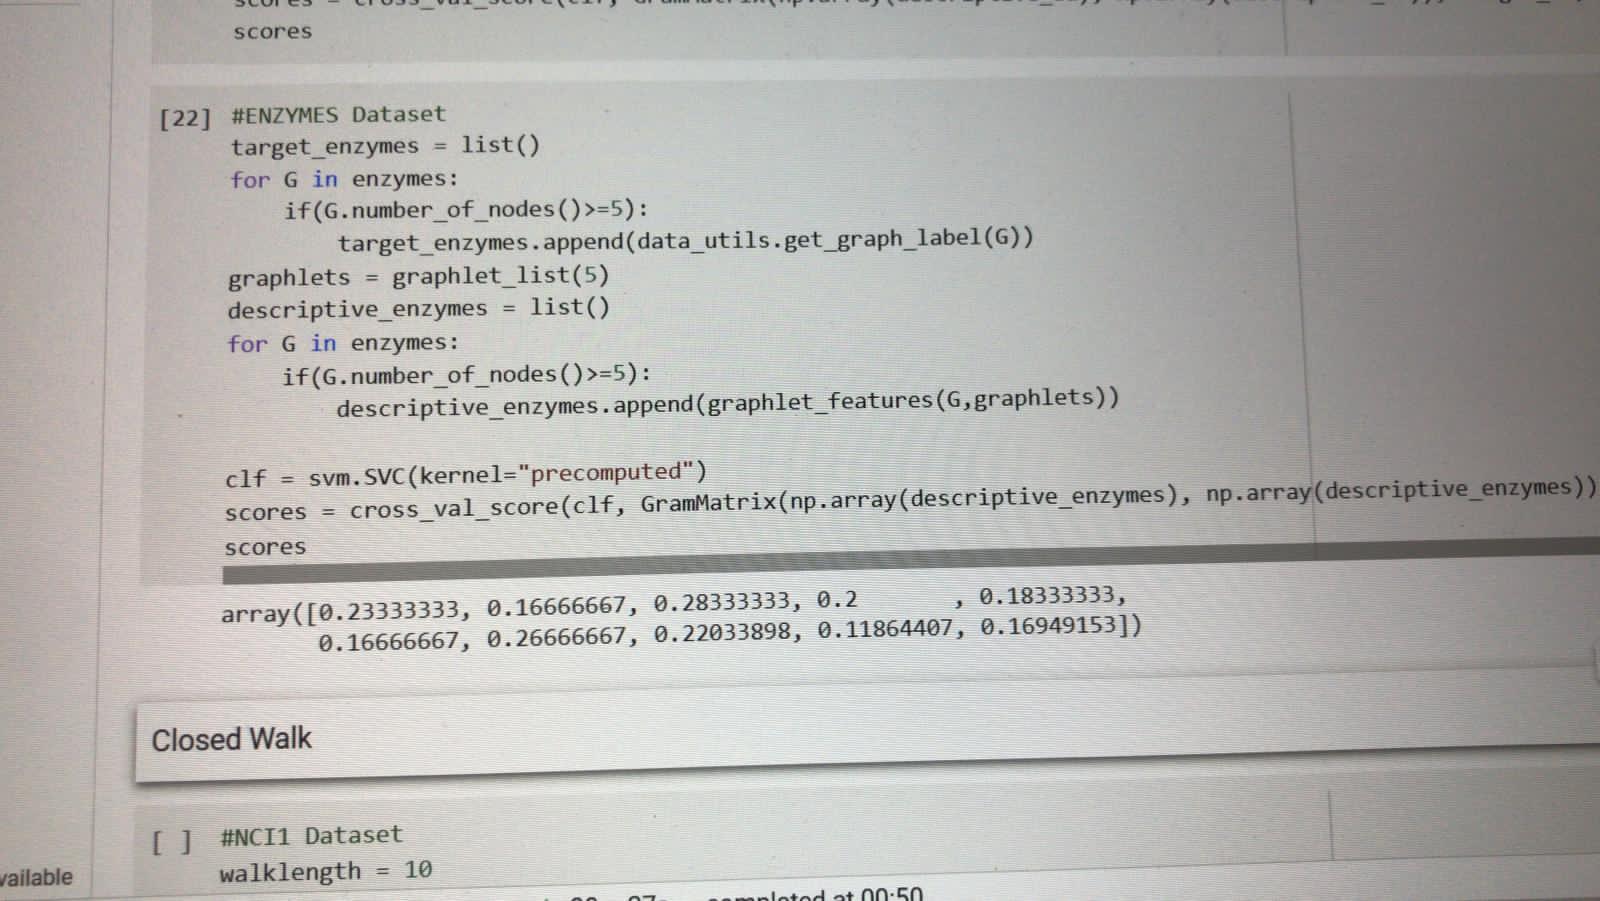 scores
[22] #ENZYMES Dataset
target_enzymes = list()
for G in enzymes:
if(G.number_of_nodes()>=5):
target_enzymes.append(data_utils.get_graph_label(G))
graphlets = graphlet_list(5)
descriptive_enzymes = list()
for G in enzymes:
if(G.number_of_nodes()>=5):
descriptive_enzymes.append(graphlet_features(G,graphlets))
clf = svm.SVC(kernel="precomputed")
scores = cross_val_score(clf, GramMatrix(np.array(descriptive_enzymes), np.array(descriptive_enzymes))
scores
array([0.23333333, 0.16666667, 0.28333333, 0.2       , 0.18333333,
0.16666667, 0.26666667, 0.22033898, 0.11864407, 0.16949153])
Closed Walk
[ ] #NCI1 Dataset
walklength = 10
vailable
completed at 00:50